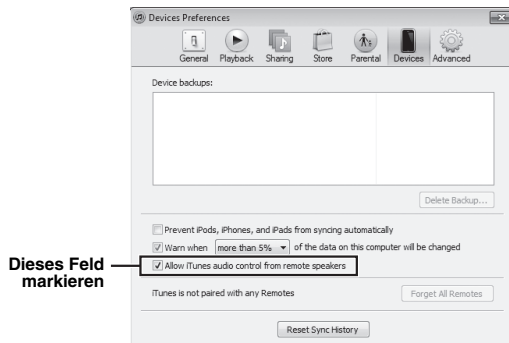 Devices Preferences
General Playback Sharing Store Parental Devices Advanced
Device backups:
Delete Backup...
Prevent iPods, iPhones, and iPads from syncing automatically
Warn when more than 5% of the data on this computer will be changed
Dieses Feld
markieren
Allow iTunes audio control from remote speakers
iTunes is not paired with any Remotes
Forget All Remotes
Reset Sync History